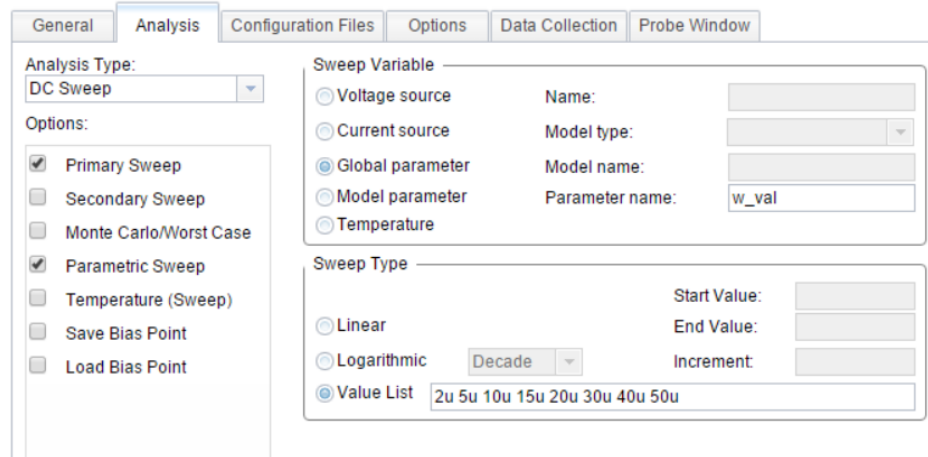 General Analysis Configuration Files Options Data Collection Probe Window
Analysis Type:
DC Sweep
Options:
Primary Sweep
Secondary Sweep
Monte Carlo/Worst Case
Parametric Sweep
Temperature (Sweep)
Save Bias Point
Load Bias Point
Sweep Variable
Voltage source Name:
Current source Model type:
Global parameter Model name:
Model parameter Parameter name: w_val
Temperature
Sweep Type
Start Value:
Linear End Value:
Logarithmic Decade Increment:
Value List 2u 5u 10u 15u 20u 30u 40u 50u